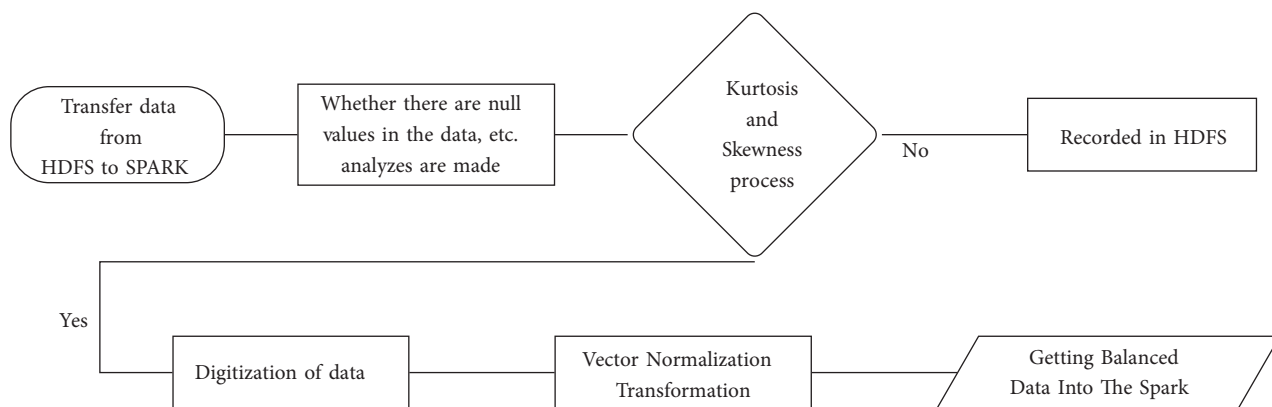 Transfer data
from
HDFS to SPARK
Whether there are null
values in the data, etc.
analyzes are made
Kurtosis
and
Skewness
process
No
Recorded in HDFS
Yes
Digitization of data
Vector Normalization
Transformation
Getting Balanced
Data Into The Spark